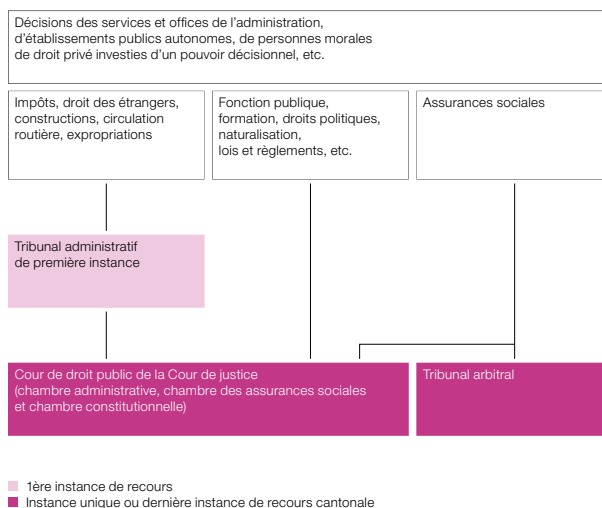 Décisions des services et offices de l'administration,
d'établissements publics autonomes, de personnes morales
de droit privé investies d'un pouvoir décisionnel, etc.
Impôts, droit des étrangers,
constructions, circulation
routière, expropriations
Fonction publique,
formation, droits politiques,
naturalisation,
lois et règlements, etc.
Assurances sociales
Tribunal administratif
de première instance
Cour de droit public de la Cour de justice
(chambre administrative, chambre des assurances sociales
et chambre constitutionnelle)
Tribunal arbitral
1ère instance de recours
Instance unique ou dernière instance de recours cantonale